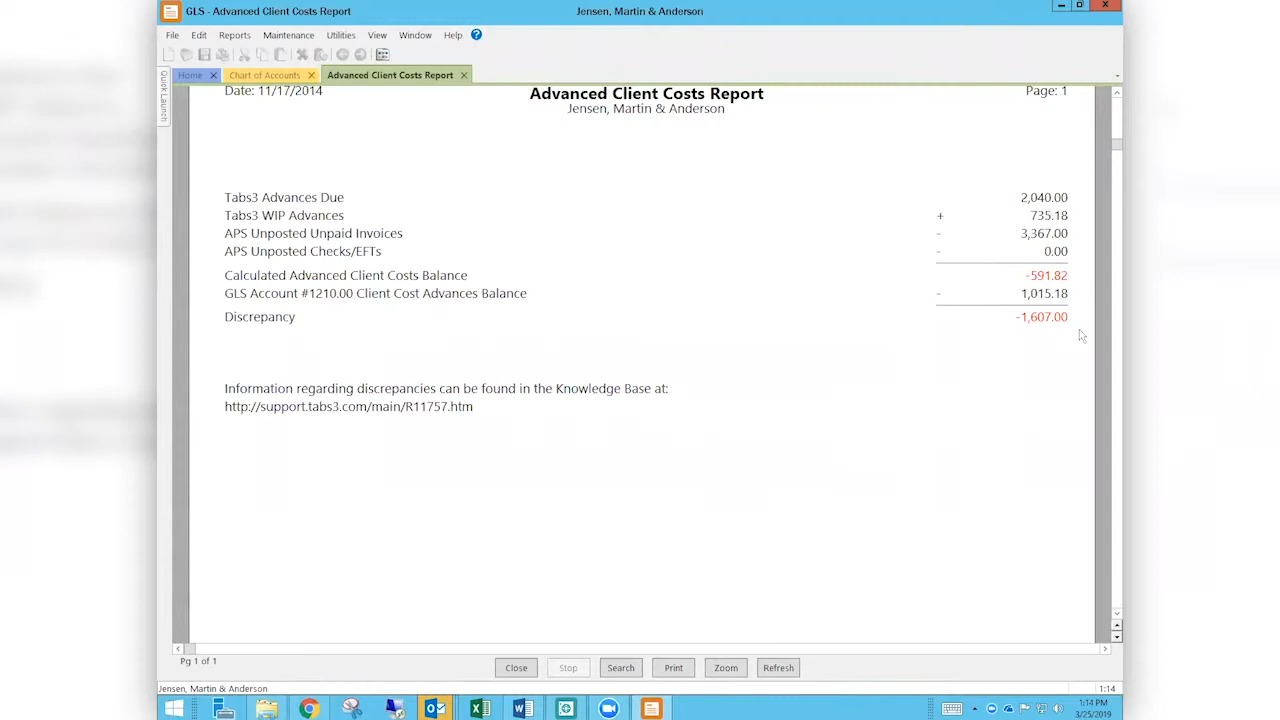 GLS - Advanced Client Costs Report Jensen, Martin & Anderson
File Edit Reports Maintenance Utilities View Window Help ?
Home Chart of Accounts Advanced Client Costs Report
Quick Launch
Date: 11/17/2014 Advanced Client Costs Report Page: 1
Jensen, Martin & Anderson
Tabs3 Advances Due 2,040.00
Tabs3 WIP Advances + 735.18
APS Unposted Unpaid Invoices - 3,367.00
APS Unposted Checks/EFTs - 0.00
Calculated Advanced Client Costs Balance -591.82
GLS Account #1210.00 Client Cost Advances Balance - 1,015.18
Discrepancy -1,607.00
Information regarding discrepancies can be found in the Knowledge Base at:
http://support.tabs3.com/main/R11757.htm
Pg 1 of 1
Close Stop Search Print Zoom Refresh
Jensen, Martin & Anderson 1:14
1:14 PM
3/25/2019